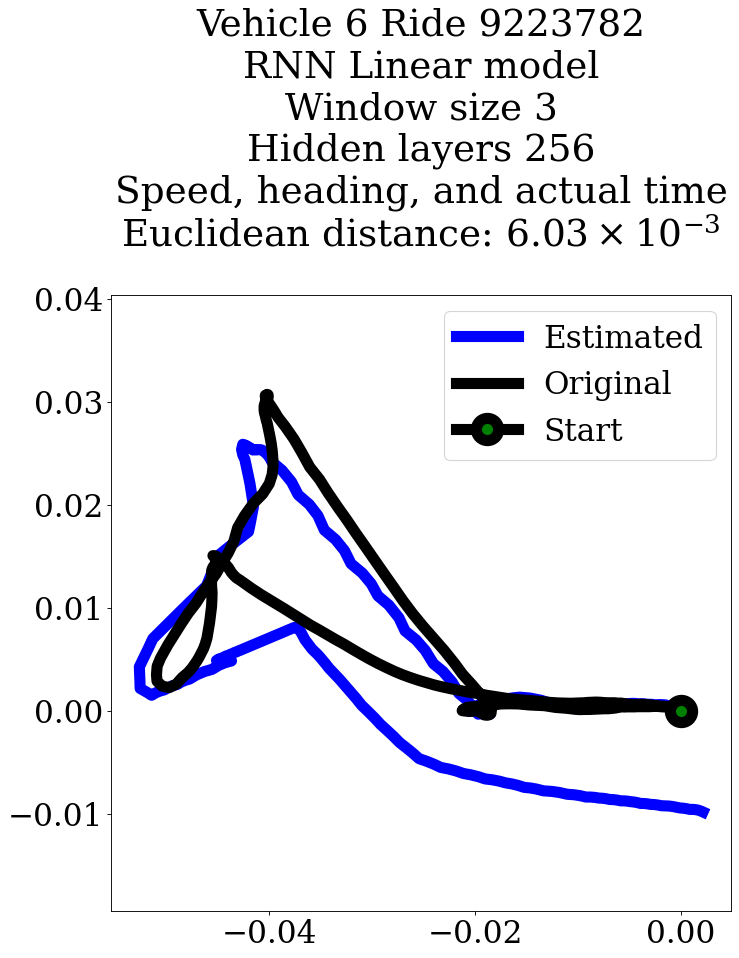 Vehicle 6 Ride 9223782
RNN Linear model
Window size 3
Hidden layers 256
Speed, heading, and actual time
Euclidean distance: 6.03 × 10⁻³
0.04
0.03
0.02
0.01
0.00
−0.01
Estimated
Original
Start
−0.04
−0.02
0.00